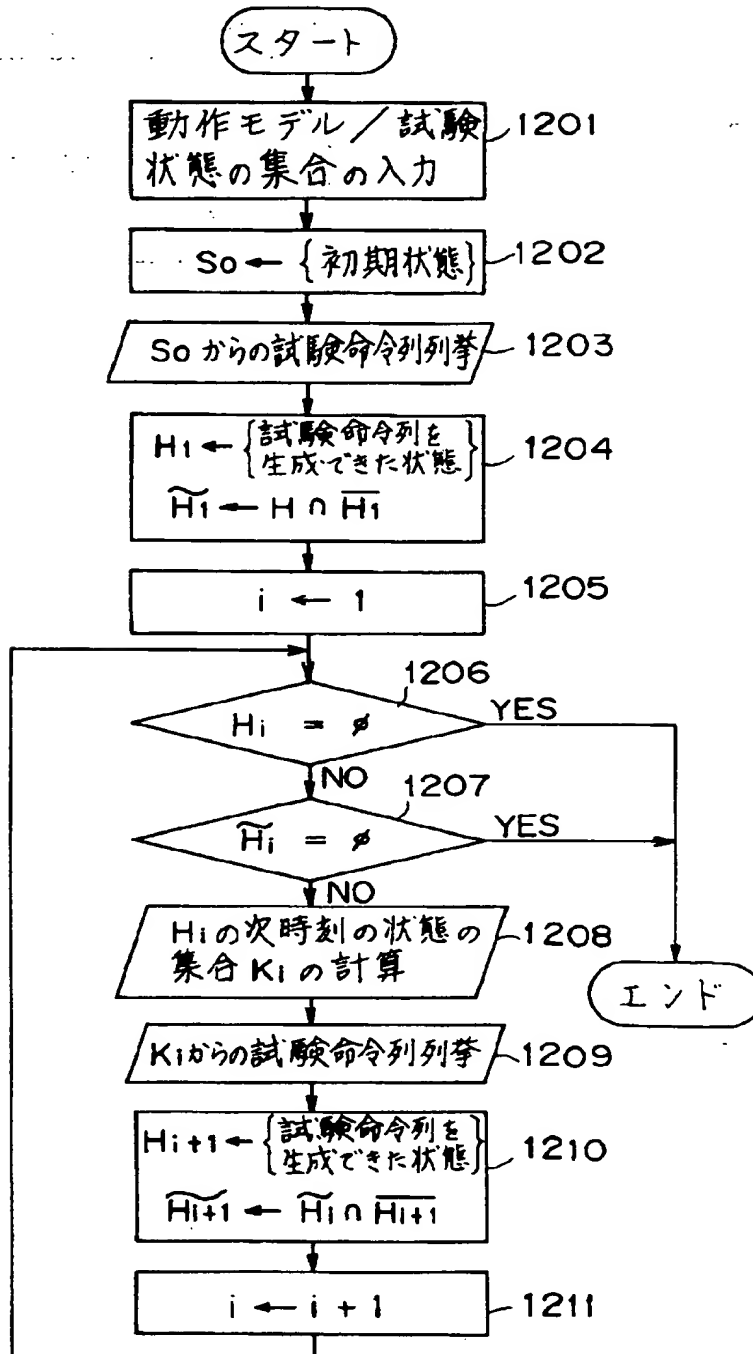 スタート
動作モデル/試験
状態の集合の入力
1201
So ← {初期状態}
1202
Soからの試験命令列列挙
1203
H1 ← {試験命令列を
生成できた状態}
H̃1 ← H ∩ H̅1
1204
i ← 1
1205
1206
Hi = ø
YES
NO
1207
H̃i = ø
YES
NO
Hiの次時刻の状態の
集合Kiの計算
1208
エンド
Kiからの試験命令列列挙
1209
Hi+1 ← {試験命令列を
生成できた状態}
H̃i+1 ← H̃i ∩ H̅i+1
1210
i ← i + 1
1211